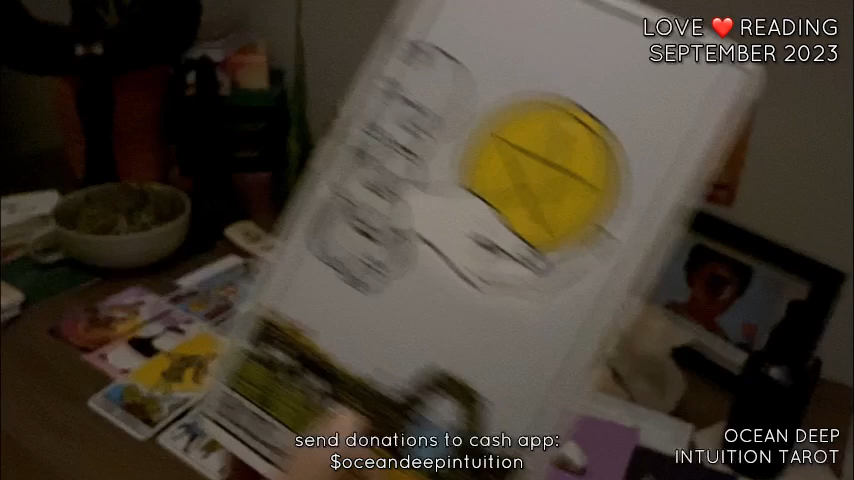 LOVE ❤️ READING
SEPTEMBER 2023
send donations to cash app:
$oceandeepintuition
OCEAN DEEP
INTUITION TAROT